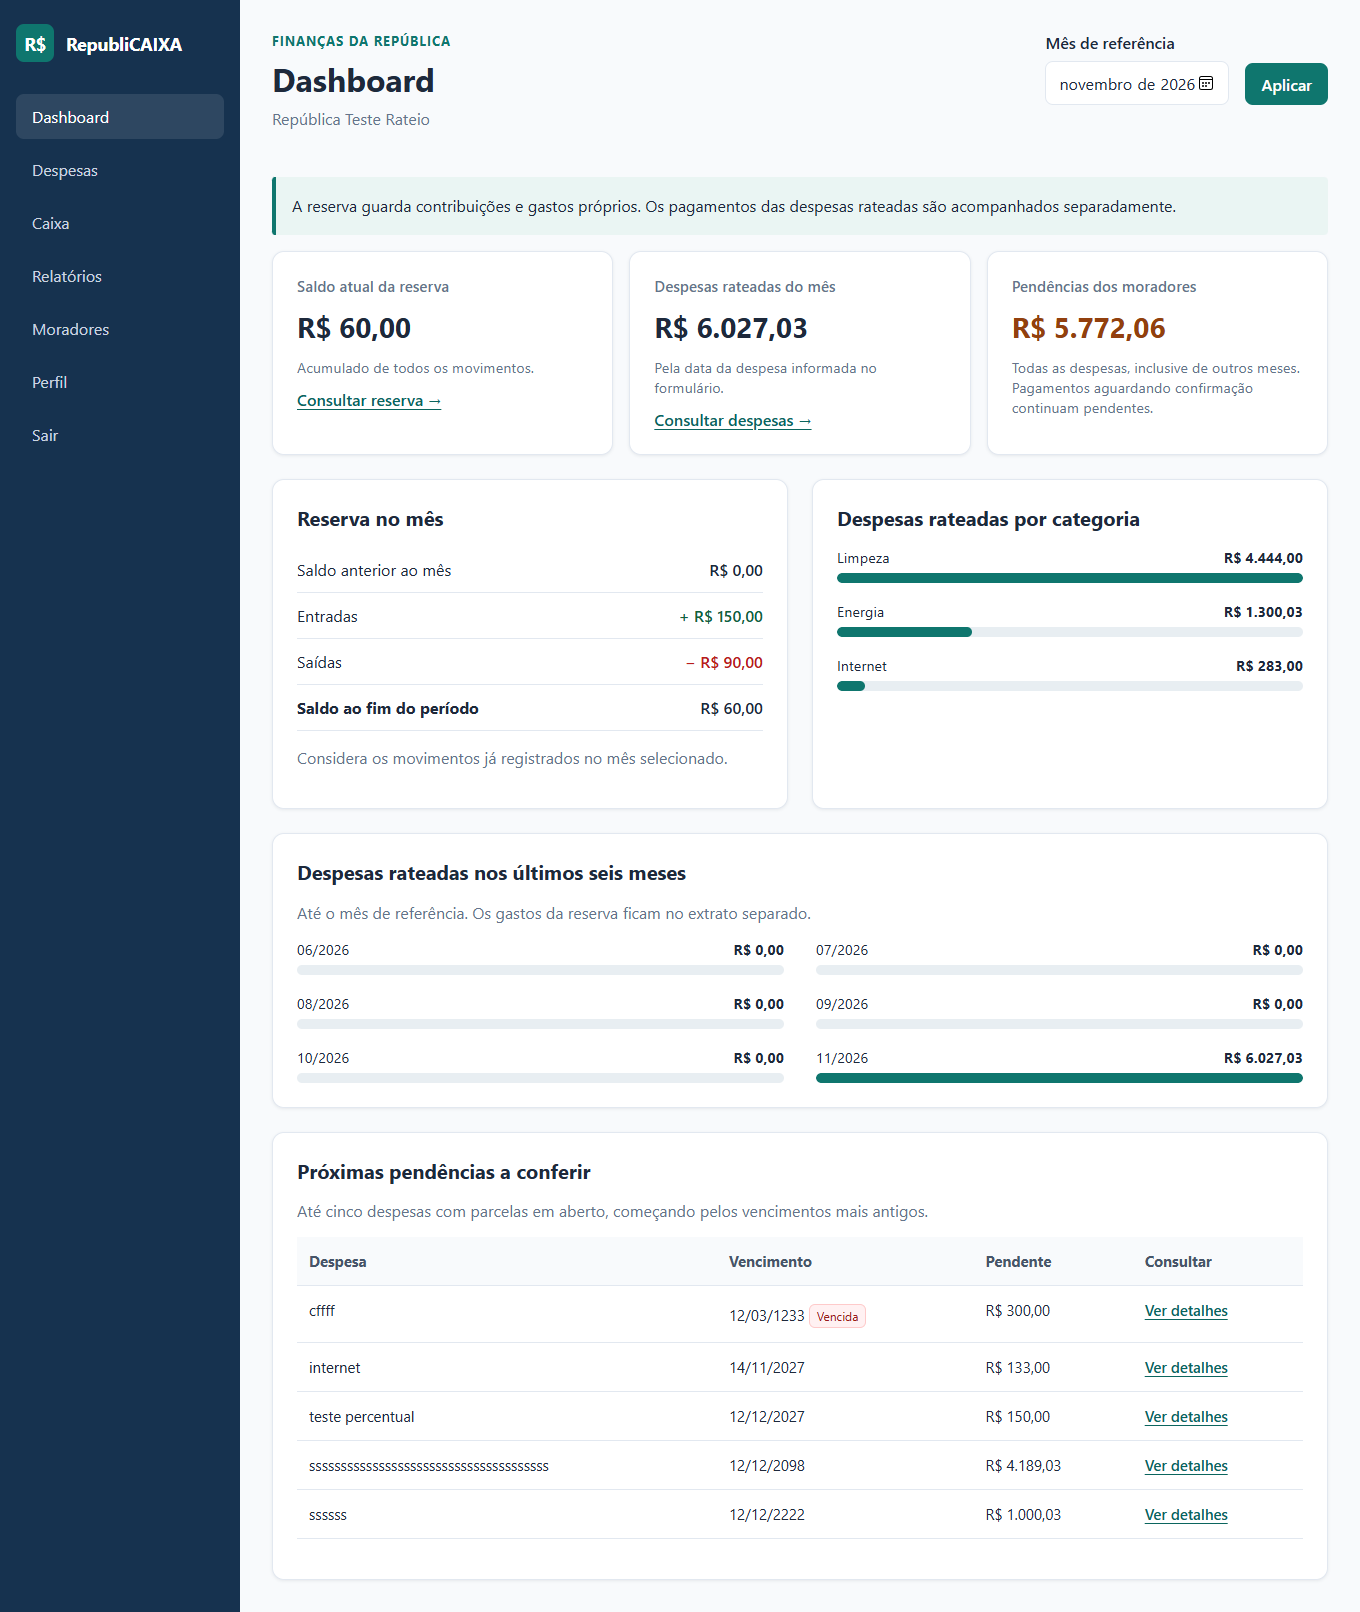 R$ RepubliCAIXA
Dashboard
Despesas
Caixa
Relatórios
Moradores
Perfil
Sair
FINANÇAS DA REPÚBLICA
Dashboard
República Teste Rateio
Mês de referência
novembro de 2026
Aplicar
A reserva guarda contribuições e gastos próprios. Os pagamentos das despesas rateadas são acompanhados separadamente.
Saldo atual da reserva
R$ 60,00
Acumulado de todos os movimentos.
Consultar reserva →
Despesas rateadas do mês
R$ 6.027,03
Pela data da despesa informada no
formulário.
Consultar despesas →
Pendências dos moradores
R$ 5.772,06
Todas as despesas, inclusive de outros meses.
Pagamentos aguardando confirmação
continuam pendentes.
Reserva no mês
Saldo anterior ao mês R$ 0,00
Entradas + R$ 150,00
Saídas − R$ 90,00
Saldo ao fim do período R$ 60,00
Considera os movimentos já registrados no mês selecionado.
Despesas rateadas por categoria
Limpeza R$ 4.444,00
Energia R$ 1.300,03
Internet R$ 283,00
Despesas rateadas nos últimos seis meses
Até o mês de referência. Os gastos da reserva ficam no extrato separado.
06/2026 R$ 0,00 07/2026 R$ 0,00
08/2026 R$ 0,00 09/2026 R$ 0,00
10/2026 R$ 0,00 11/2026 R$ 6.027,03
Próximas pendências a conferir
Até cinco despesas com parcelas em aberto, começando pelos vencimentos mais antigos.
Despesa Vencimento Pendente Consultar
cffff 12/03/1233 Vencida R$ 300,00 Ver detalhes
internet 14/11/2027 R$ 133,00 Ver detalhes
teste percentual 12/12/2027 R$ 150,00 Ver detalhes
12/12/2098 R$ 4.189,03 Ver detalhes
ssssss 12/12/2222 R$ 1.000,03 Ver detalhes